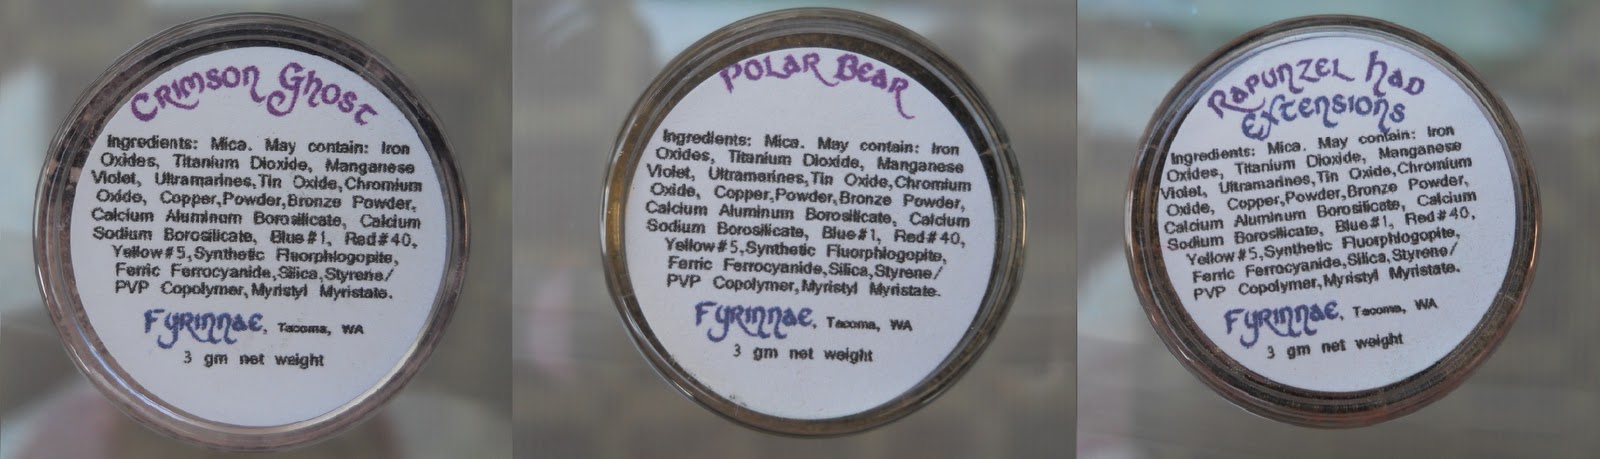 Crimson Ghost
Ingredients: Mica. May contain: Iron
Oxides, Titanium Dioxide, Manganese
Violet, Ultramarines,Tin Oxide,Chromium
Oxide, Copper,Powder,Bronze Powder,
Calcium Aluminum Borosilicate, Calcium
Sodium Borosilicate, Blue#1, Red#40,
Yellow#5,Synthetic Fluorphlogopite,
Ferric Ferrocyanide,Silica,Styrene/
PVP Copolymer,Myristyl Myristate.
Fyrinnae, Tacoma, WA
3 gm net weight
Polar Bear
Ingredients: Mica. May contain: Iron
Oxides, Titanium Dioxide, Manganese
Violet, Ultramarines,Tin Oxide,Chromium
Oxide, Copper,Powder,Bronze Powder,
Calcium Aluminum Borosilicate, Calcium
Sodium Borosilicate, Blue#1, Red#40,
Yellow#5,Synthetic Fluorphlogopite,
Ferric Ferrocyanide,Silica,Styrene/
PVP Copolymer,Myristyl Myristate.
Fyrinnae, Tacoma, WA
3 gm net weight
Rapunzel Had
Extensions
Ingredients: Mica. May contain: Iron
Oxides, Titanium Dioxide, Manganese
Violet, Ultramarines,Tin Oxide,Chromium
Oxide, Copper,Powder,Bronze Powder,
Calcium Aluminum Borosilicate, Calcium
Sodium Borosilicate, Blue#1, Red#40,
Yellow#5,Synthetic Fluorphlogopite,
Ferric Ferrocyanide,Silica,Styrene/
PVP Copolymer,Myristyl Myristate.
Fyrinnae, Tacoma, WA
3 gm net weight